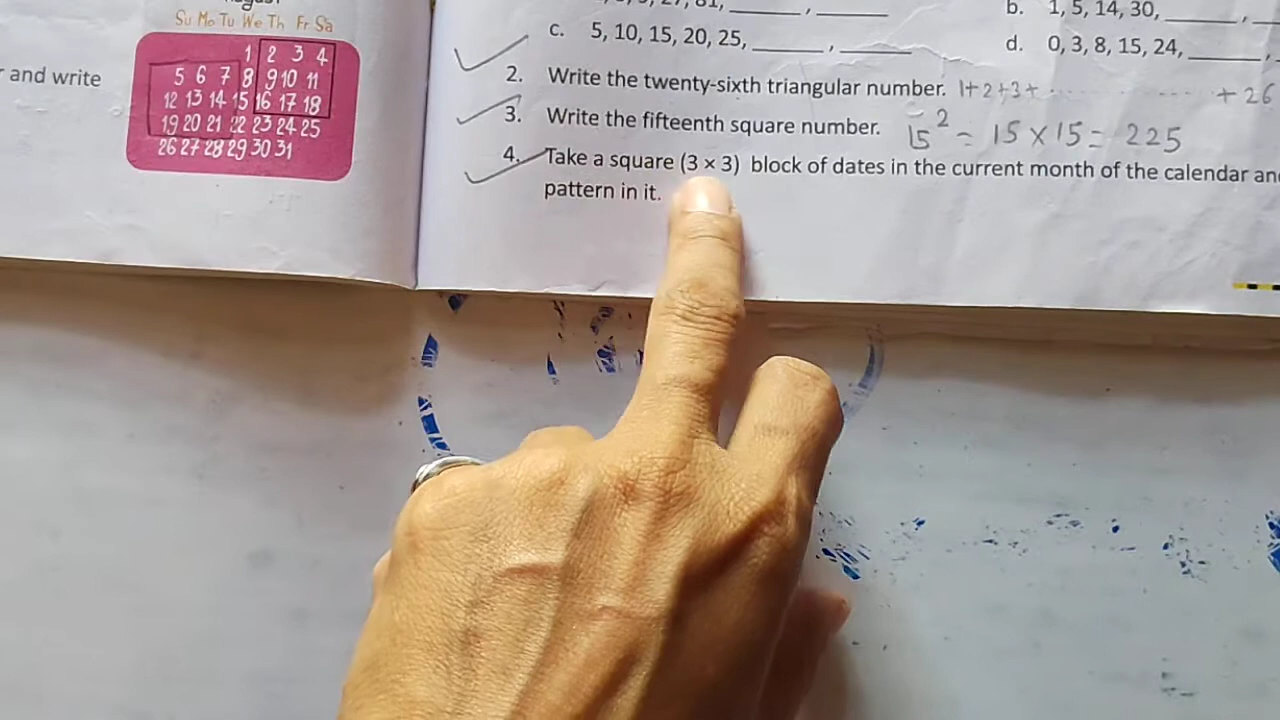 August
Su Mo Tu We Th Fr Sa
1 2 3 4
5 6 7 8 9 10 11
12 13 14 15 16 17 18
19 20 21 22 23 24 25
26 27 28 29 30 31
and write
27, 81, ______, ______
b. 1, 5, 14, 30, ______,
c. 5, 10, 15, 20, 25, ______, ______
d. 0, 3, 8, 15, 24, ______,
2. Write the twenty-sixth triangular number. 1+2+3+ ............... +26
3. Write the fifteenth square number. 15² = 15 × 15 = 225
4. Take a square (3 × 3) block of dates in the current month of the calendar an
pattern in it.